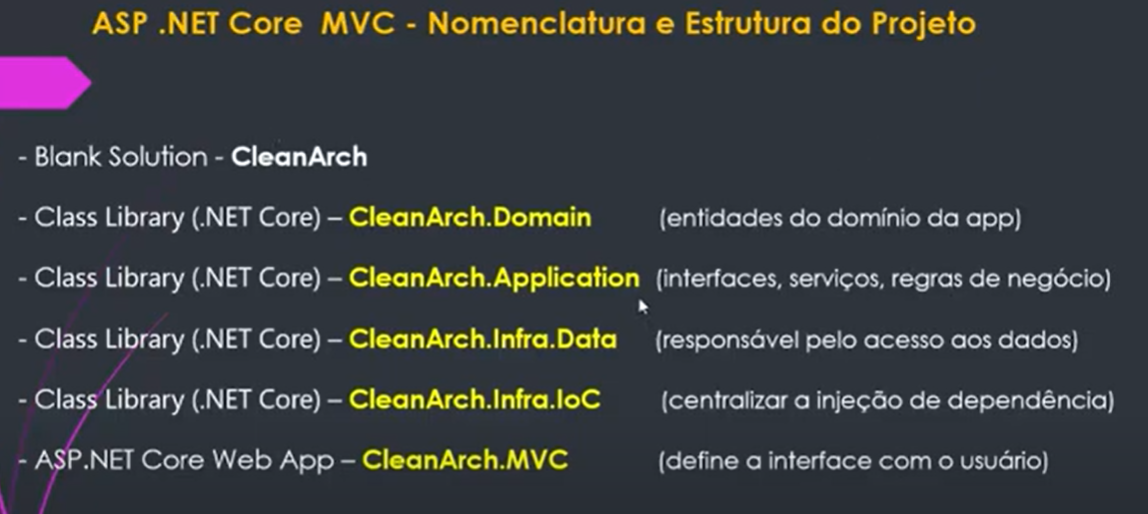 ASP .NET Core MVC - Nomenclatura e Estrutura do Projeto
- Blank Solution - CleanArch
- Class Library (.NET Core) – CleanArch.Domain (entidades do domínio da app)
- Class Library (.NET Core) – CleanArch.Application (interfaces, serviços, regras de negócio)
- Class Library (.NET Core) – CleanArch.Infra.Data (responsável pelo acesso aos dados)
- Class Library (.NET Core) – CleanArch.Infra.IoC (centralizar a injeção de dependência)
- ASP.NET Core Web App – CleanArch.MVC (define a interface com o usuário)